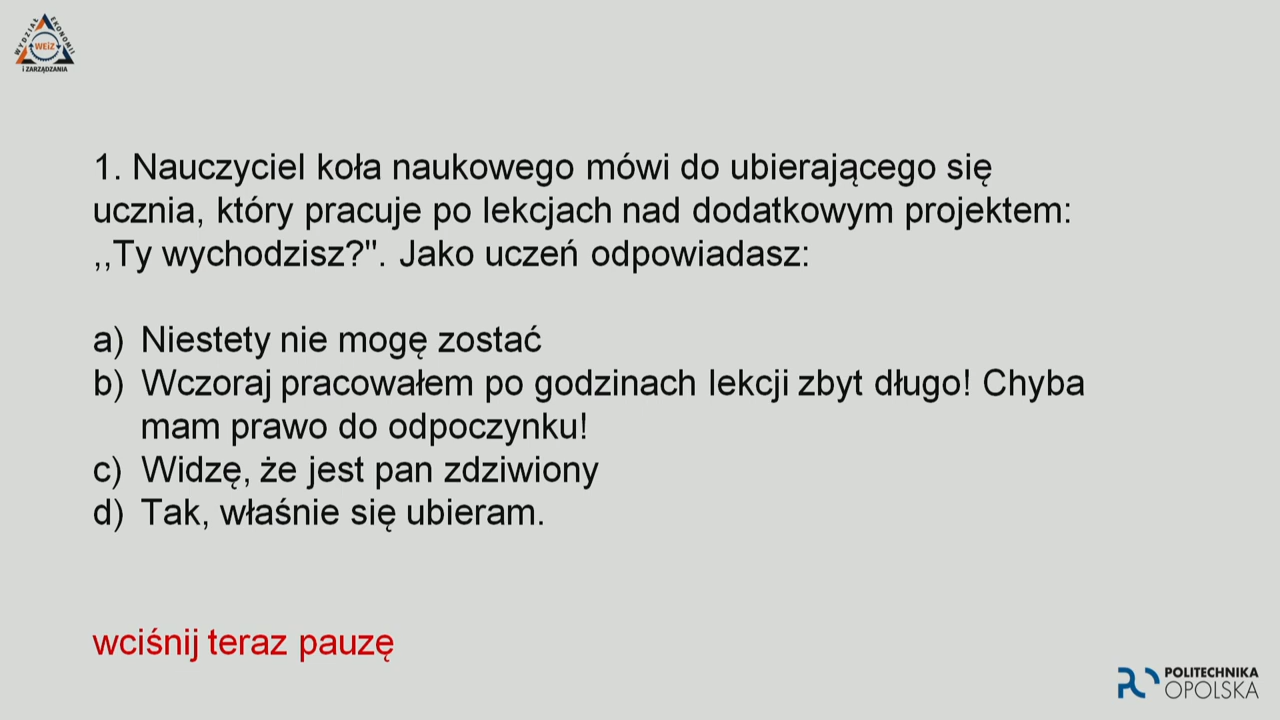 WYDZIAŁ EKONOMII
WEiZ
I ZARZĄDZANIA
1. Nauczyciel koła naukowego mówi do ubierającego się
ucznia, który pracuje po lekcjach nad dodatkowym projektem:
,,Ty wychodzisz?". Jako uczeń odpowiadasz:
a) Niestety nie mogę zostać
b) Wczoraj pracowałem po godzinach lekcji zbyt długo! Chyba
mam prawo do odpoczynku!
c) Widzę, że jest pan zdziwiony
d) Tak, właśnie się ubieram.
wciśnij teraz pauzę
POLITECHNIKA
OPOLSKA